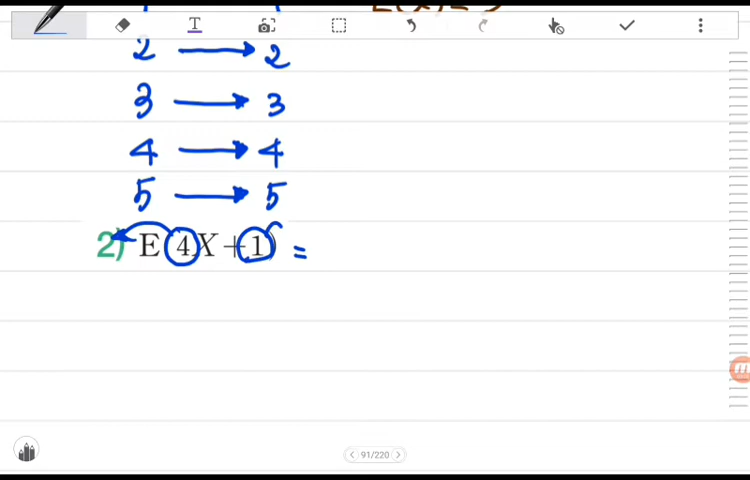 2 → 2
3 → 3
4 → 4
5 → 5
2) E(4X+1) =
91/220